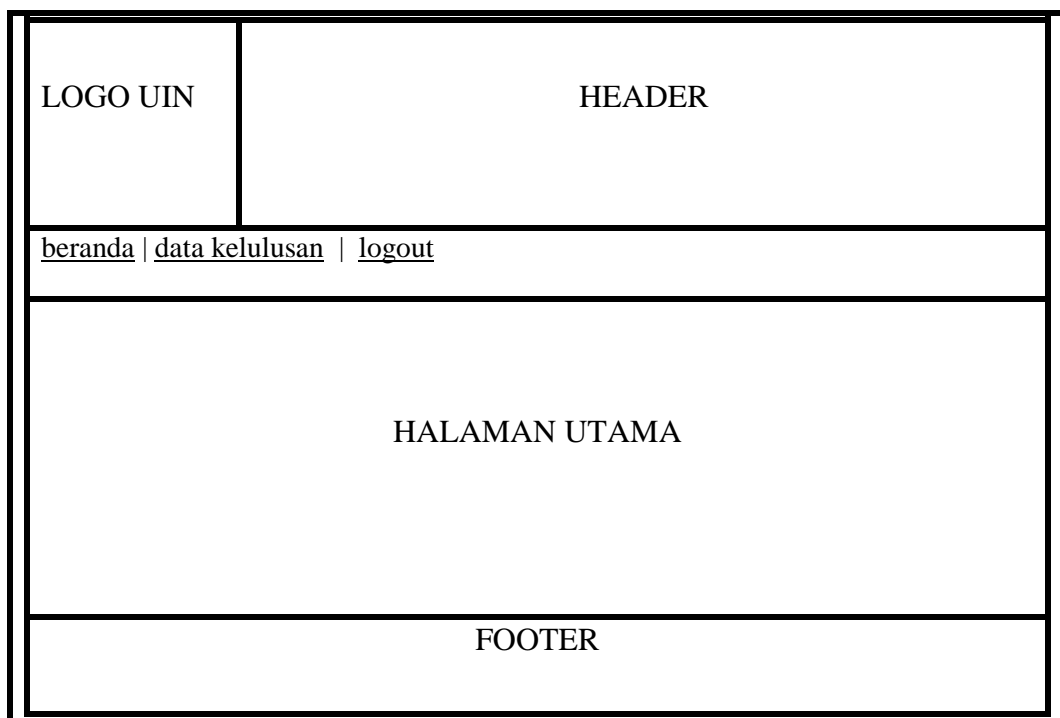 LOGO UIN
HEADER
beranda | data kelulusan | logout
HALAMAN UTAMA
FOOTER